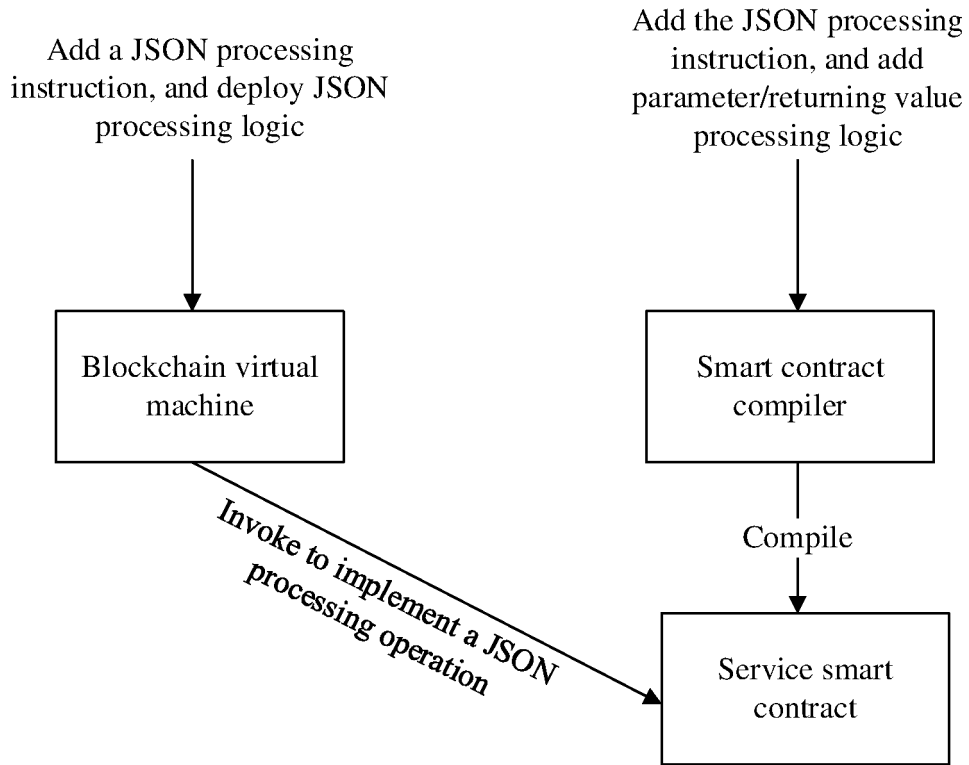 Add a JSON processing
instruction, and deploy JSON
processing logic
Add the JSON processing
instruction, and add
parameter/returning value
processing logic
Blockchain virtual
machine
Smart contract
compiler
Invoke to implement a JSON
processing operation
Compile
Service smart
contract